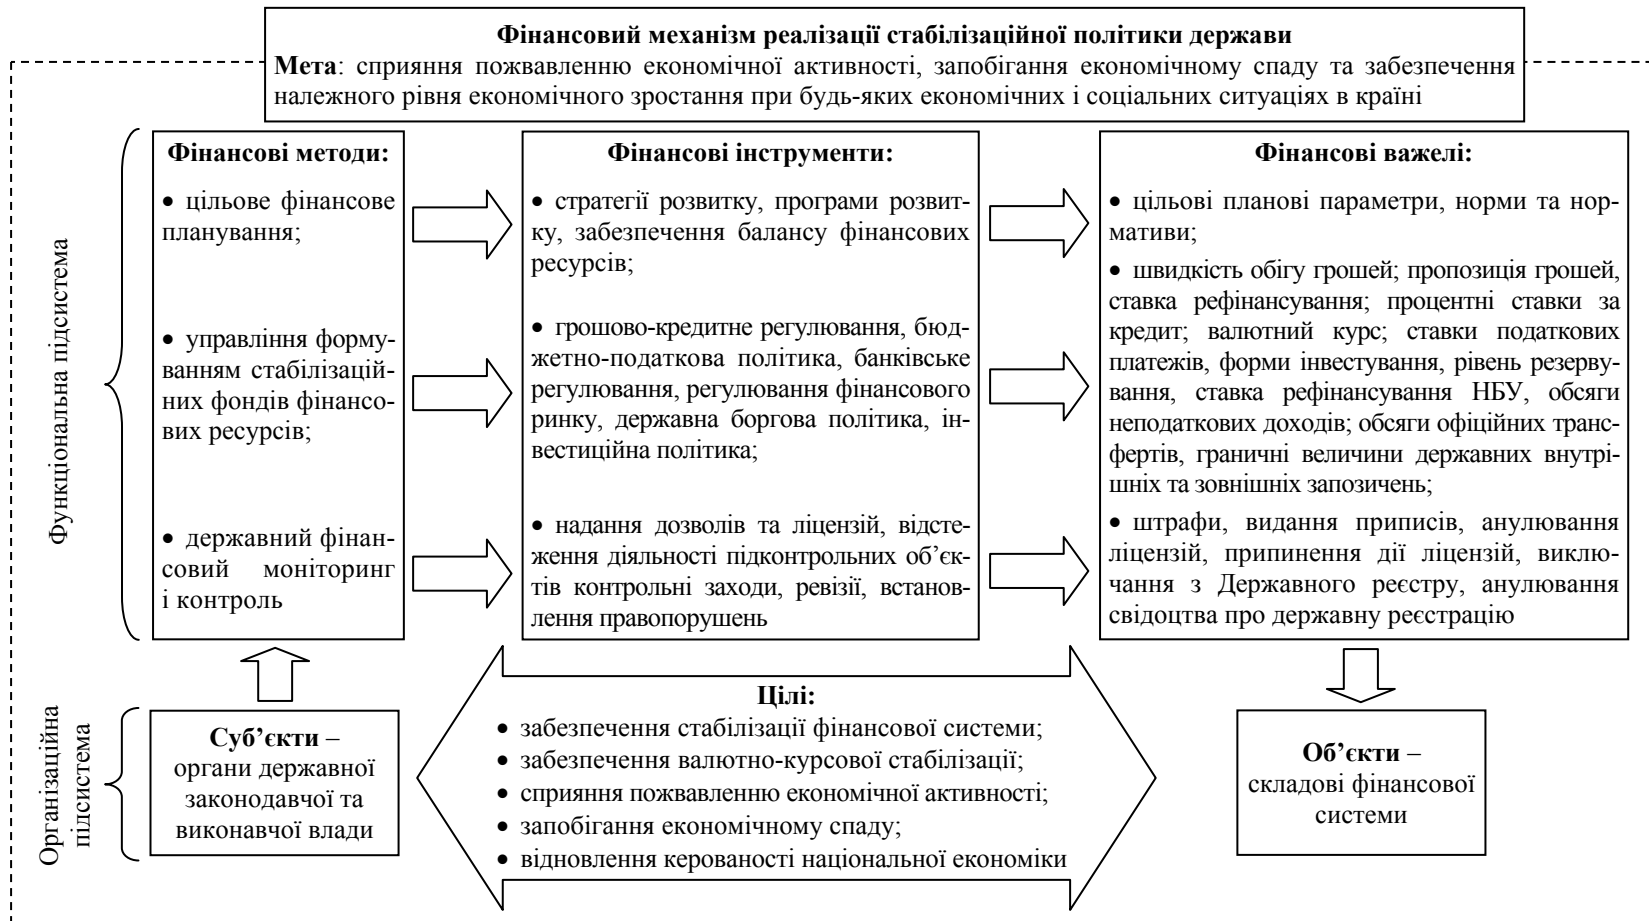 Фінансовий механізм реалізації стабілізаційної політики держави
Мета: сприяння пожвавленню економічної активності, запобігання економічному спаду та забезпечення
належного рівня економічного зростання при будь-яких економічних і соціальних ситуаціях в країні
Функціональна підсистема
Фінансові методи:
• цільове фінансове
планування;
• управління форму-
ванням стабілізацій-
них фондів фінансо-
вих ресурсів;
• державний фінан-
совий моніторинг
і контроль
Фінансові інструменти:
• стратегії розвитку, програми розвит-
ку, забезпечення балансу фінансових
ресурсів;
• грошово-кредитне регулювання, бюд-
жетно-податкова політика, банківське
регулювання, регулювання фінансового
ринку, державна боргова політика, ін-
вестиційна політика;
• надання дозволів та ліцензій, відсте-
ження діяльності підконтрольних об’єк-
тів контрольні заходи, ревізії, встанов-
лення правопорушень
Фінансові важелі:
• цільові планові параметри, норми та нор-
мативи;
• швидкість обігу грошей; пропозиція грошей,
ставка рефінансування; процентні ставки за
кредит; валютний курс; ставки податкових
платежів, форми інвестування, рівень резерву-
вання, ставка рефінансування НБУ, обсяги
неподаткових доходів; обсяги офіційних транс-
фертів, граничні величини державних внутрі-
шніх та зовнішніх запозичень;
• штрафи, видання приписів, анулювання
ліцензій, припинення дії ліцензій, виклю-
чання з Державного реєстру, анулювання
свідоцтва про державну реєстрацію
Організаційна
підсистема
Суб’єкти –
органи державної
законодавчої та
виконавчої влади
Цілі:
• забезпечення стабілізації фінансової системи;
• забезпечення валютно-курсової стабілізації;
• сприяння пожвавленню економічної активності;
• запобігання економічному спаду;
• відновлення керованості національної економіки
Об’єкти –
складові фінансової
системи